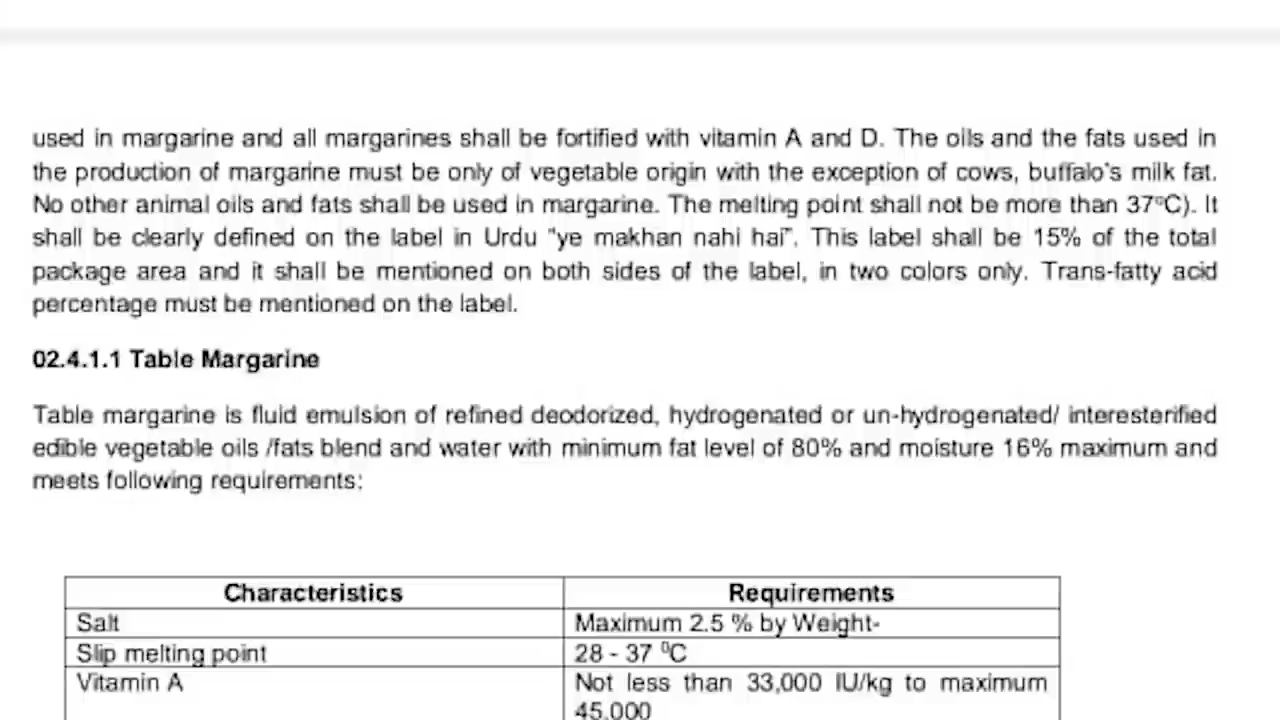 used in margarine and all margarines shall be fortified with vitamin A and D. The oils and the fats used in
the production of margarine must be only of vegetable origin with the exception of cows, buffalo's milk fat.
No other animal oils and fats shall be used in margarine. The melting point shall not be more than 37ºC). It
shall be clearly defined on the label in Urdu "ye makhan nahi hai". This label shall be 15% of the total
package area and it shall be mentioned on both sides of the label, in two colors only. Trans-fatty acid
percentage must be mentioned on the label.
02.4.1.1 Table Margarine
Table margarine is fluid emulsion of refined deodorized, hydrogenated or un-hydrogenated/ interesterified
edible vegetable oils /fats blend and water with minimum fat level of 80% and moisture 16% maximum and
meets following requirements:
Characteristics Requirements
Salt Maximum 2.5 % by Weight-
Slip melting point 28 - 37 ⁰C
Vitamin A Not less than 33,000 IU/kg to maximum
45,000